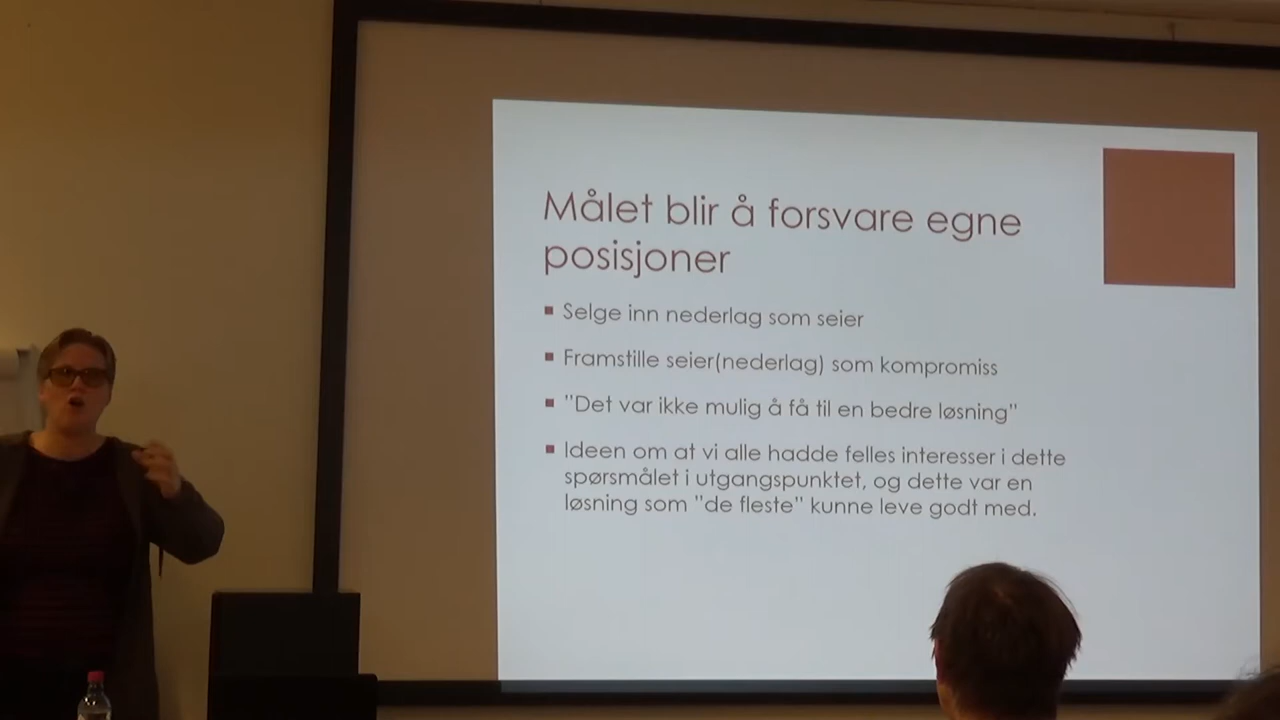 Målet blir å forsvare egne
posisjoner
Selge inn nederlag som seier
Framstille seier(nederlag) som kompromiss
"Det var ikke mulig å få til en bedre løsning"
Ideen om at vi alle hadde felles interesser i dette
spørsmålet i utgangspunktet, og dette var en
løsning som "de fleste" kunne leve godt med.